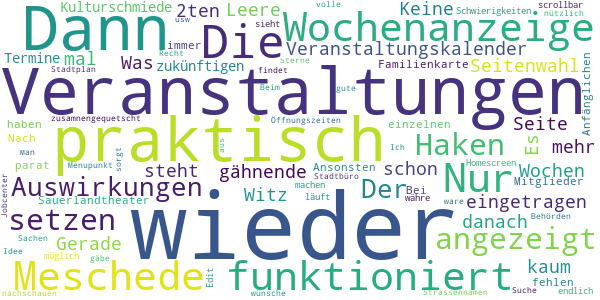 Kulturschmiede 2ten Leere Keine Schwierigkeiten scrollbar
usw volle nützlich
Dann Die Wochenanzeige
immer sieht Recht Sterne
Termine mal Was zukünftigen Veranstaltungskalender
Stadtplan findet Familienkarte Seitenwahl
Veranstaltungen
Beim gute Anfänglichen
zusammengequetscht Öffnungszeiten
haben praktisch einzelnen Es Seite
Nach Man Menüpunkt sorgt aus Ich Haken mehr
parat steht gähnende Stadtbüro Ansonsten schon Homescreen Wochen
Jobcenter Auswirkungen Witz machen Der Bei Nur Mitglieder
Sauerlandtheater läuft wahre ware eingetragen
setzen wieder danach Behörden
Idee Sachen Gerade angezeigt
möglich gäbe kaum
Meschede funktioniert fehlen
nachschauen Edit wünsche Strassennamen Suche endlich